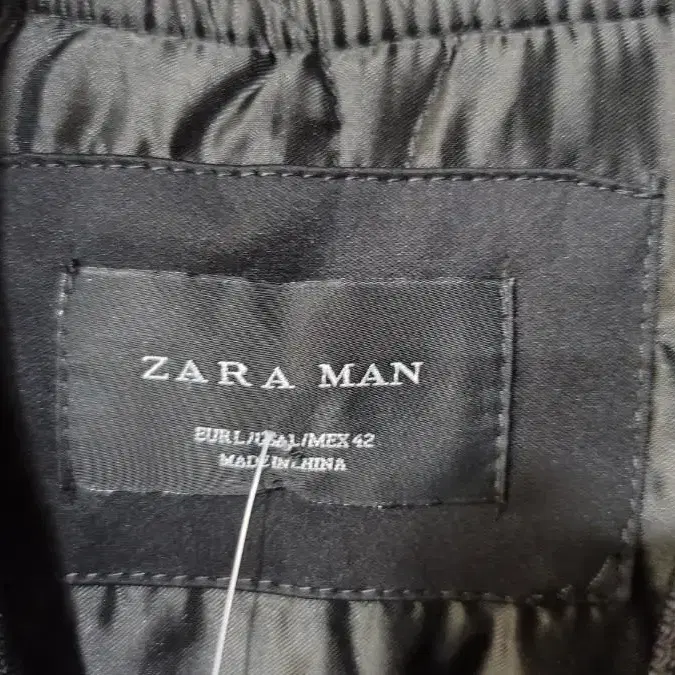 ZARA MAN
EUR L/USA L/MEX 42
MADE IN CHINA